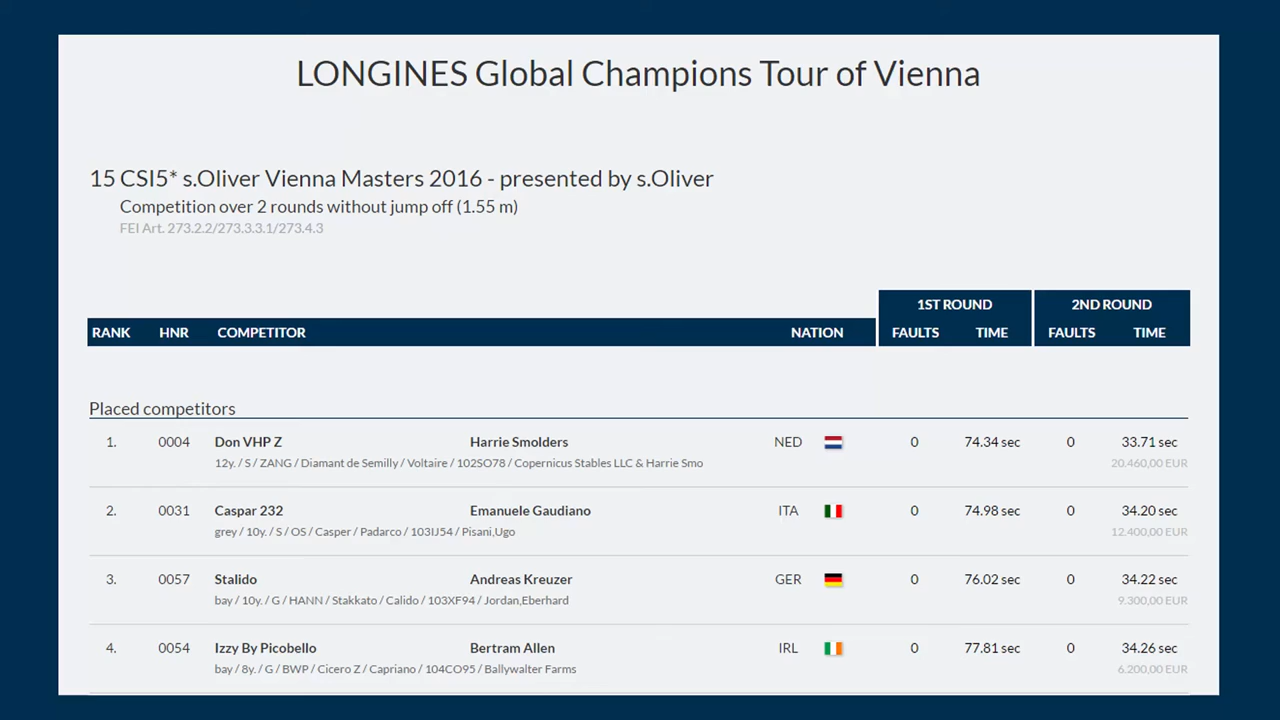 LONGINES Global Champions Tour of Vienna
15 CSI5* s.Oliver Vienna Masters 2016 - presented by s.Oliver
Competition over 2 rounds without jump off (1.55 m)
FEI Art. 273.2.2/273.3.3.1/273.4.3
1ST ROUND 2ND ROUND
RANK HNR COMPETITOR NATION FAULTS TIME FAULTS TIME
Placed competitors
1. 0004 Don VHP Z Harrie Smolders NED 0 74.34 sec 0 33.71 sec
12y. / S / ZANG / Diamant de Semilly / Voltaire / 102SO78 / Copernicus Stables LLC & Harrie Smo 20.460,00 EUR
2. 0031 Caspar 232 Emanuele Gaudiano ITA 0 74.98 sec 0 34.20 sec
grey / 10y. / S / OS / Casper / Padarco / 103IJ54 / Pisani,Ugo 12.400,00 EUR
3. 0057 Stalido Andreas Kreuzer GER 0 76.02 sec 0 34.22 sec
bay / 10y. / G / HANN / Stakkato / Calido / 103XF94 / Jordan,Eberhard 9.300,00 EUR
4. 0054 Izzy By Picobello Bertram Allen IRL 0 77.81 sec 0 34.26 sec
bay / 8y. / G / BWP / Cicero Z / Capriano / 104CO95 / Ballywalter Farms 6.200,00 EUR